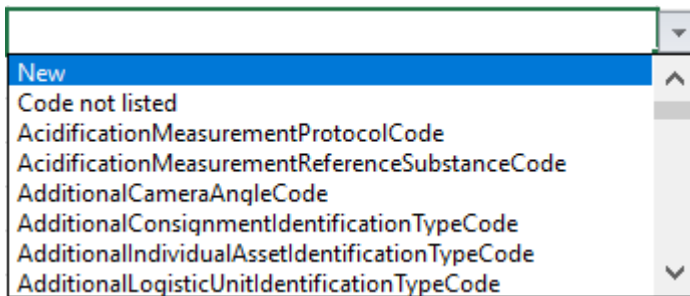 New
Code not listed
AcidificationMeasurementProtocolCode
AcidificationMeasurementReferenceSubstanceCode
AdditionalCameraAngleCode
AdditionalConsignmentIdentificationTypeCode
AdditionalIndividualAssetIdentificationTypeCode
AdditionalLogisticUnitIdentificationTypeCode